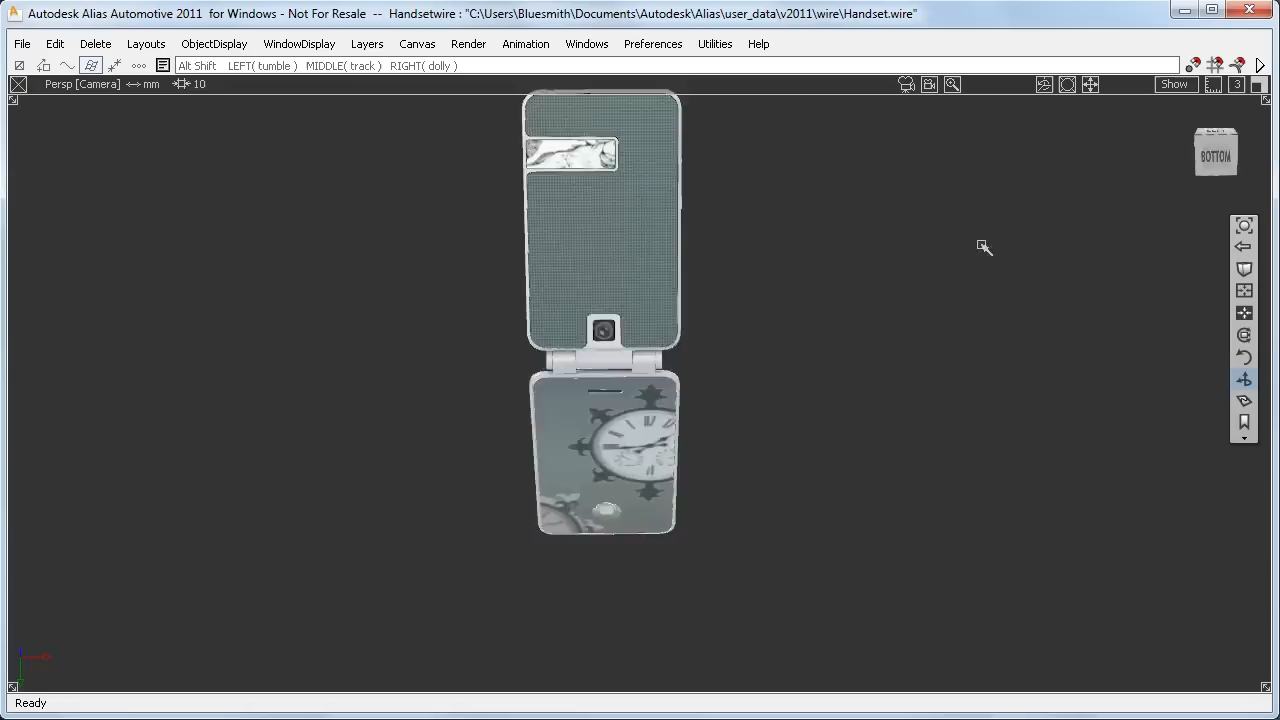 Autodesk Alias Automotive 2011 for Windows - Not For Resale -- Handsetwire : "C:\Users\Bluesmith\Documents\Autodesk\Alias\user_data\v2011\wire\Handset.wire"
File Edit Delete Layouts ObjectDisplay WindowDisplay Layers Canvas Render Animation Windows Preferences Utilities Help
Alt Shift LEFT( tumble ) MIDDLE( track ) RIGHT( dolly )
Persp [Camera] mm 10 Show 3
BOTTOM
Ready